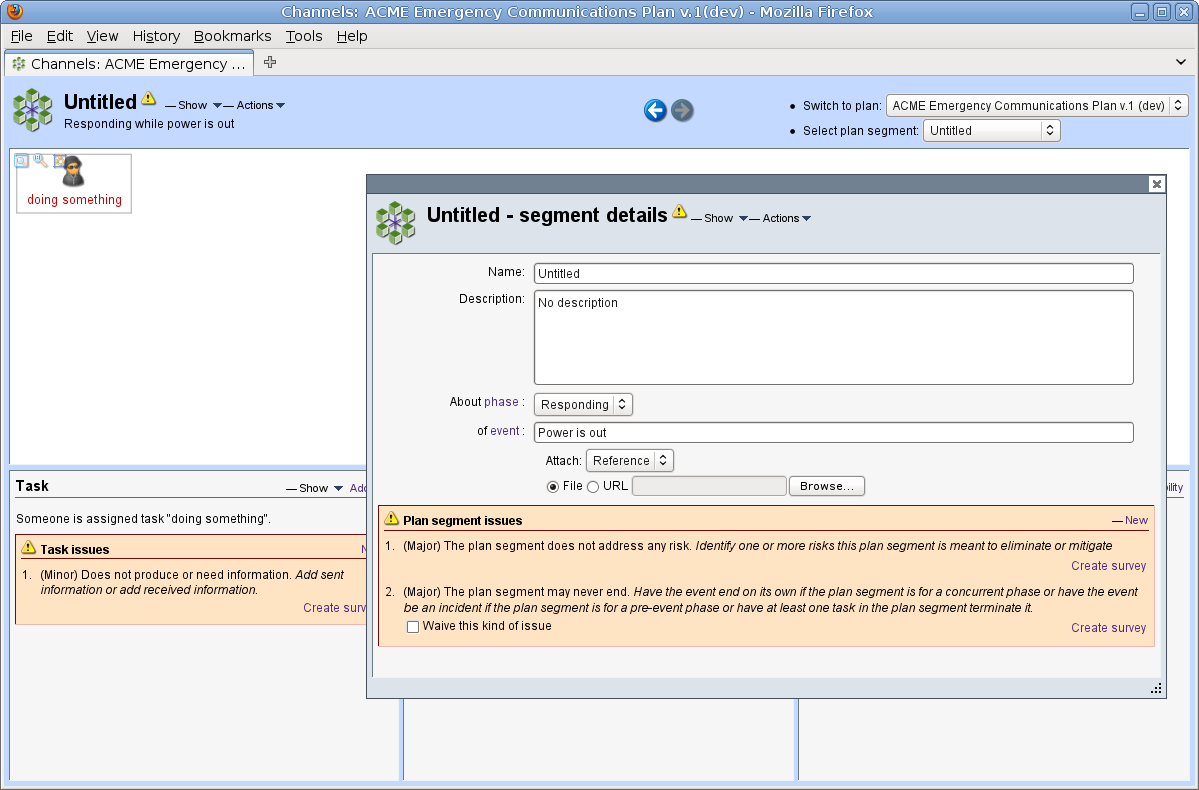 Channels: ACME Emergency Communications Plan v.1(dev) - Mozilla Firefox
File Edit View History Bookmarks Tools Help
Channels: ACME Emergency ...
Untitled — Show — Actions
Responding while power is out
Switch to plan: ACME Emergency Communications Plan v.1 (dev)
Select plan segment: Untitled
doing something
Untitled - segment details — Show — Actions
Name: Untitled
Description: No description
About phase : Responding
of event : Power is out
Attach: Reference
File URL Browse...
Plan segment issues — New
1. (Major) The plan segment does not address any risk. Identify one or more risks this plan segment is meant to eliminate or mitigate
Create survey
2. (Major) The plan segment may never end. Have the event end on its own if the plan segment is for a concurrent phase or have the event
be an incident if the plan segment is for a pre-event phase or have at least one task in the plan segment terminate it.
Waive this kind of issue
Create survey
Task — Show Add
Someone is assigned task "doing something".
Task issues
1. (Minor) Does not produce or need information. Add sent
information or add received information.
Create surv